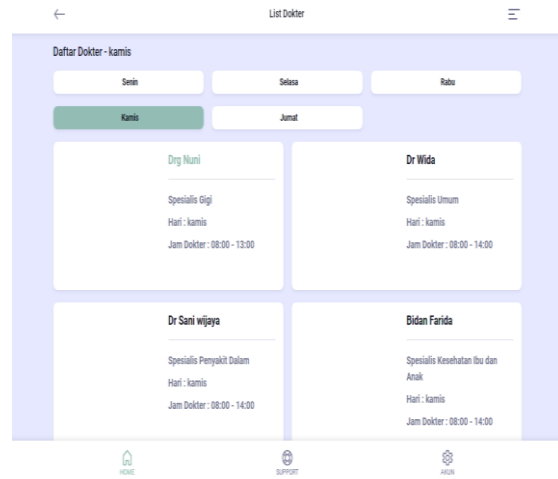 List Dokter
Daftar Dokter - kamis
Senin
Selasa
Rabu
Kamis
Jumat
Drg Nuni
Spesialis Gigi
Hari : kamis
Jam Dokter : 08:00 - 13:00
Dr Wida
Spesialis Umum
Hari : kamis
Jam Dokter : 08:00 - 14:00
Dr Sani wijaya
Spesialis Penyakit Dalam
Hari : kamis
Jam Dokter : 08:00 - 14:00
Bidan Farida
Spesialis Kesehatan Ibu dan
Anak
Hari : kamis
Jam Dokter : 08:00 - 14:00
HOME
SUPPORT
AKUN